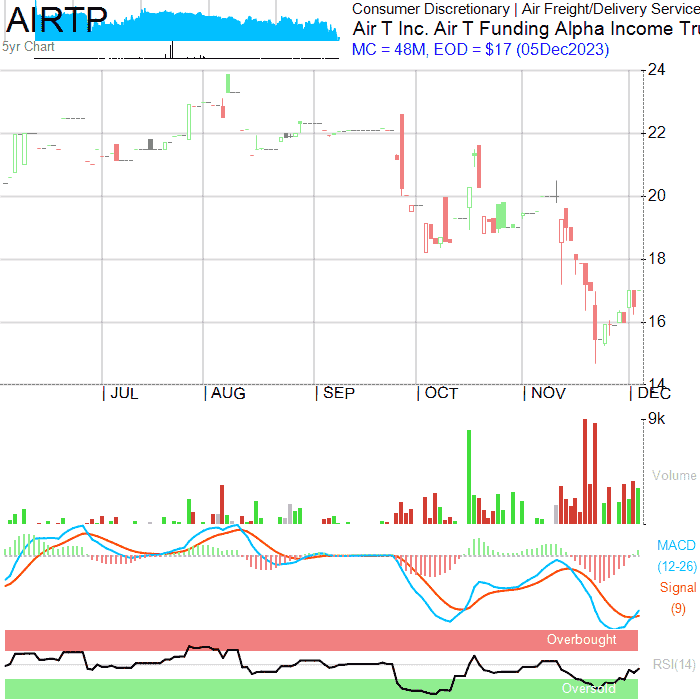 AIRTP
5yr Chart
Consumer Discretionary | Air Freight/Delivery Service
Air T Inc. Air T Funding Alpha Income Tru
MC = 48M, EOD = $17 (05Dec2023)
24
22
20
18
16
14
| JUL | AUG | SEP | OCT | NOV | DEC
9k
Volume
MACD
(12-26)
Signal
(9)
Overbought
RSI(14)
Oversold